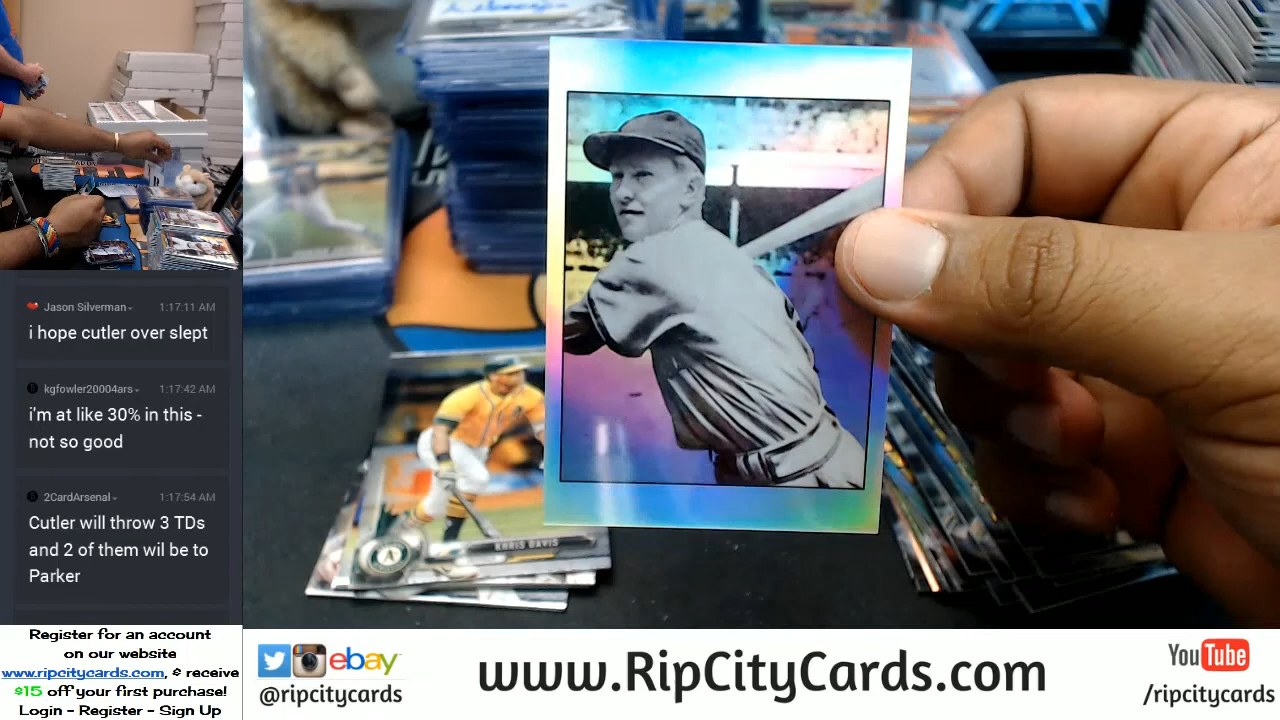 Jason Silverman
1:17:11 AM
i hope cutler over slept
kgfowler20004ars
1:17:42 AM
i'm at like 30% in this -
not so good
2CardArsenal
1:17:54 AM
Cutler will throw 3 TDs
and 2 of them wil be to
Parker
Register for an account
on our website
www.ripcitycards.com, & receive
$15 off your first purchase!
Login - Register - Sign Up
KHRIS DAVIS
ebay
@ripcitycards
www.RipCityCards.com
YouTube
/ripcitycards